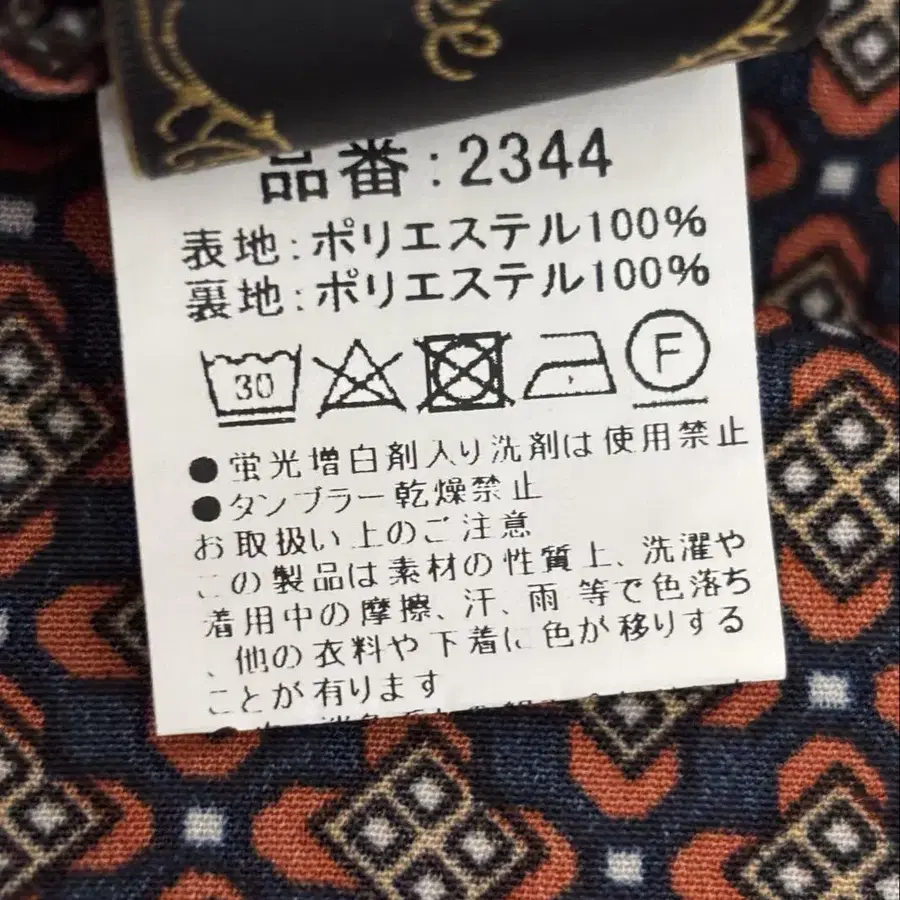 品番:2344
表地:ポリエステル100%
裏地:ポリエステル100%
30
F
●蛍光増白剤入り洗剤は使用禁止
●タンブラー乾燥禁止
お取扱い上のご注意
この製品は素材の性質上、洗濯や
着用中の摩擦、汗、雨 等で色落ち
、他の衣料や下着に色が移りする
ことが有ります